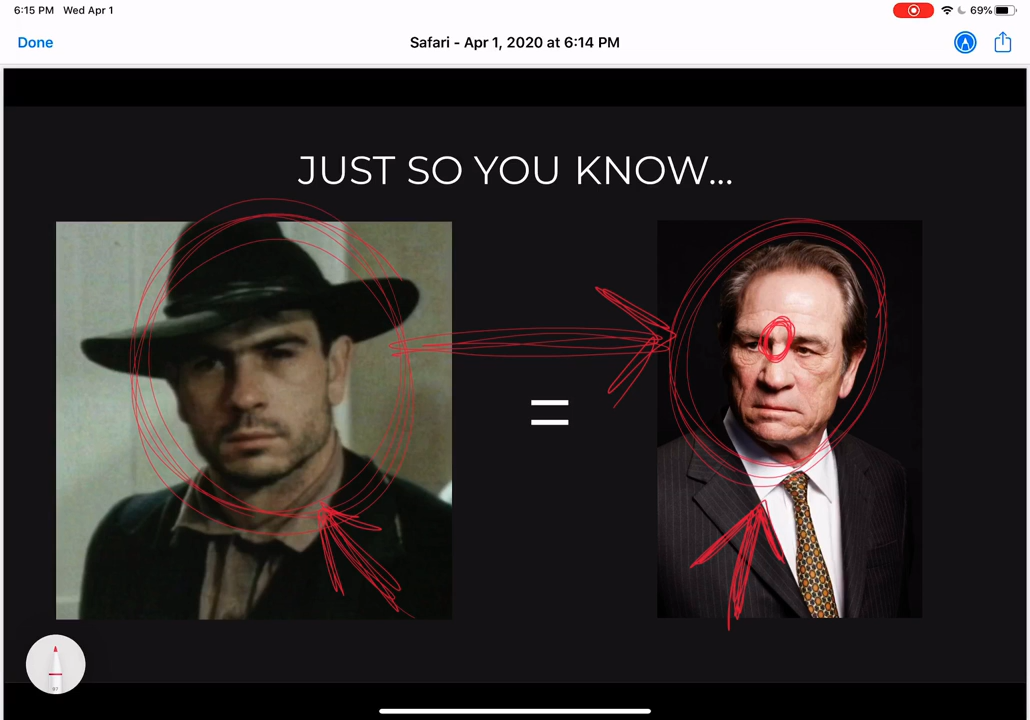 6:15 PM Wed Apr 1
69%
Done
Safari - Apr 1, 2020 at 6:14 PM
JUST SO YOU KNOW...
=